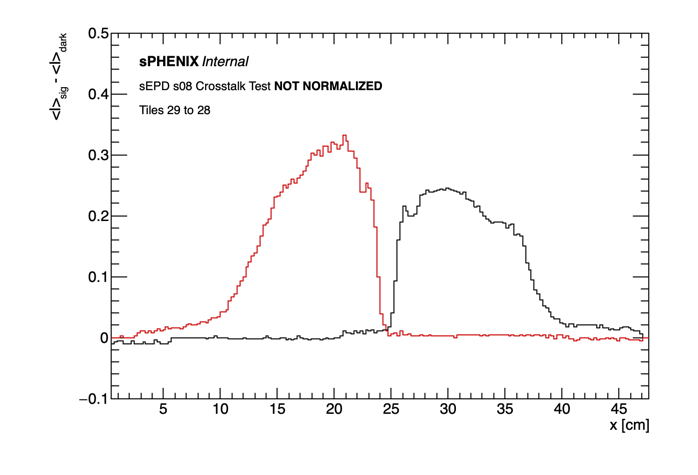 0.5
<I>sig - <I>dark
sPHENIX Internal
sEPD s08 Crosstalk Test NOT NORMALIZED
0.4
Tiles 29 to 28
0.3
0.2
0.1
0
−0.1
5 10 15 20 25 30 35 40 45
x [cm]